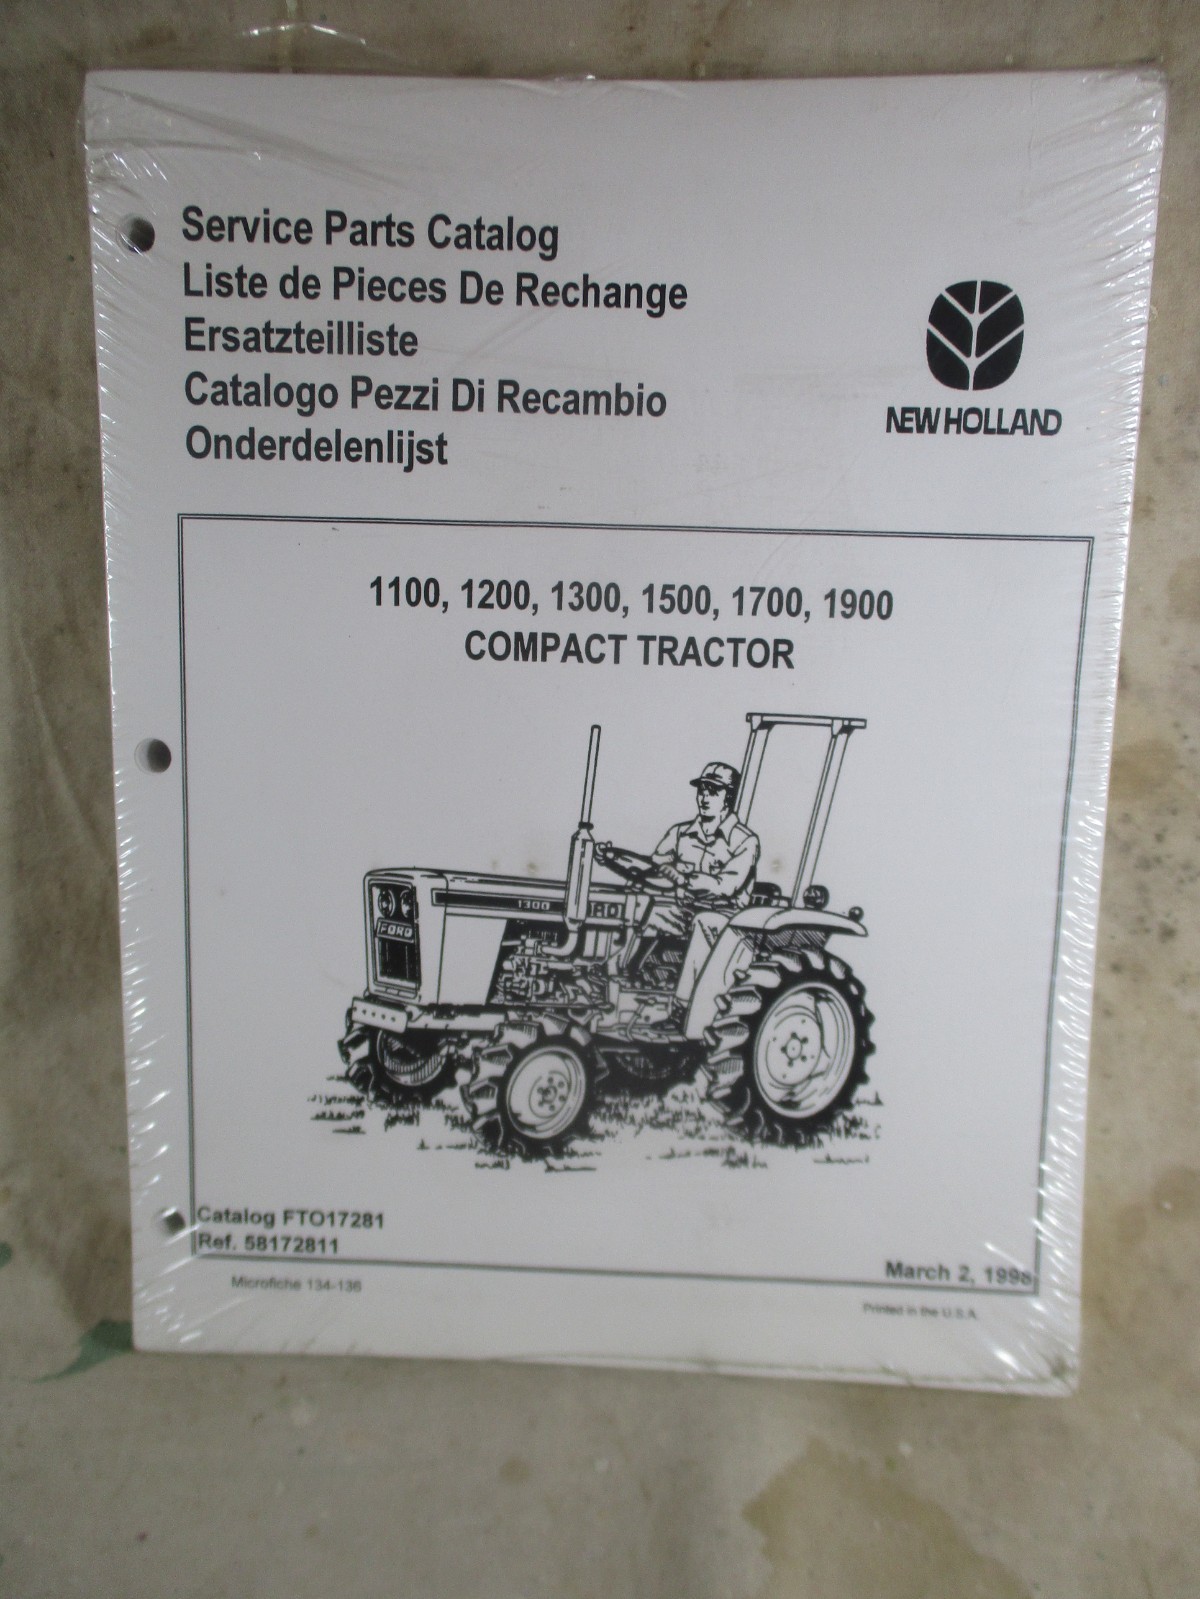 Service Parts Catalog
Liste de Pieces De Rechange
Ersatzteilliste
Catalogo Pezzi Di Recambio
Onderdelenlijst
NEW HOLLAND
1100, 1200, 1300, 1500, 1700, 1900
COMPACT TRACTOR
1300
FORD
Catalog FTO17281
Ref. 58172811
March 2, 1998
Microfiche 134-136
Printed in the U.S.A.